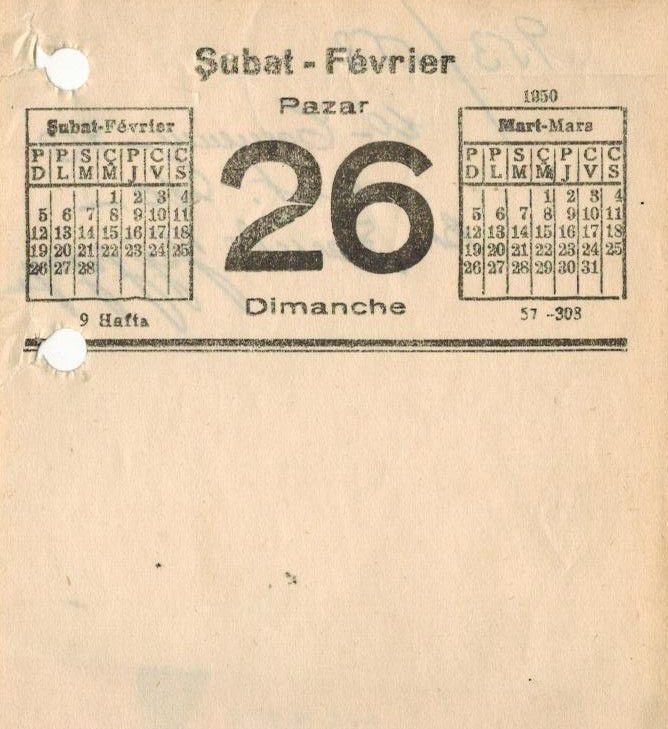 Şubat - Février
Pazar
26
Dimanche
Şubat-Février
P P S Ç P C C
D L M M J V S
1 2 3 4
5 6 7 8 9 10 11
12 13 14 15 16 17 18
19 20 21 22 23 24 25
26 27 28
9 Hafta
1950
Mart-Mars
P P S Ç P C C
D L M M J V S
1 2 3 4
5 6 7 8 9 10 11
12 13 14 15 16 17 18
19 20 21 22 23 24 25
26 27 28 29 30 31
57 -308